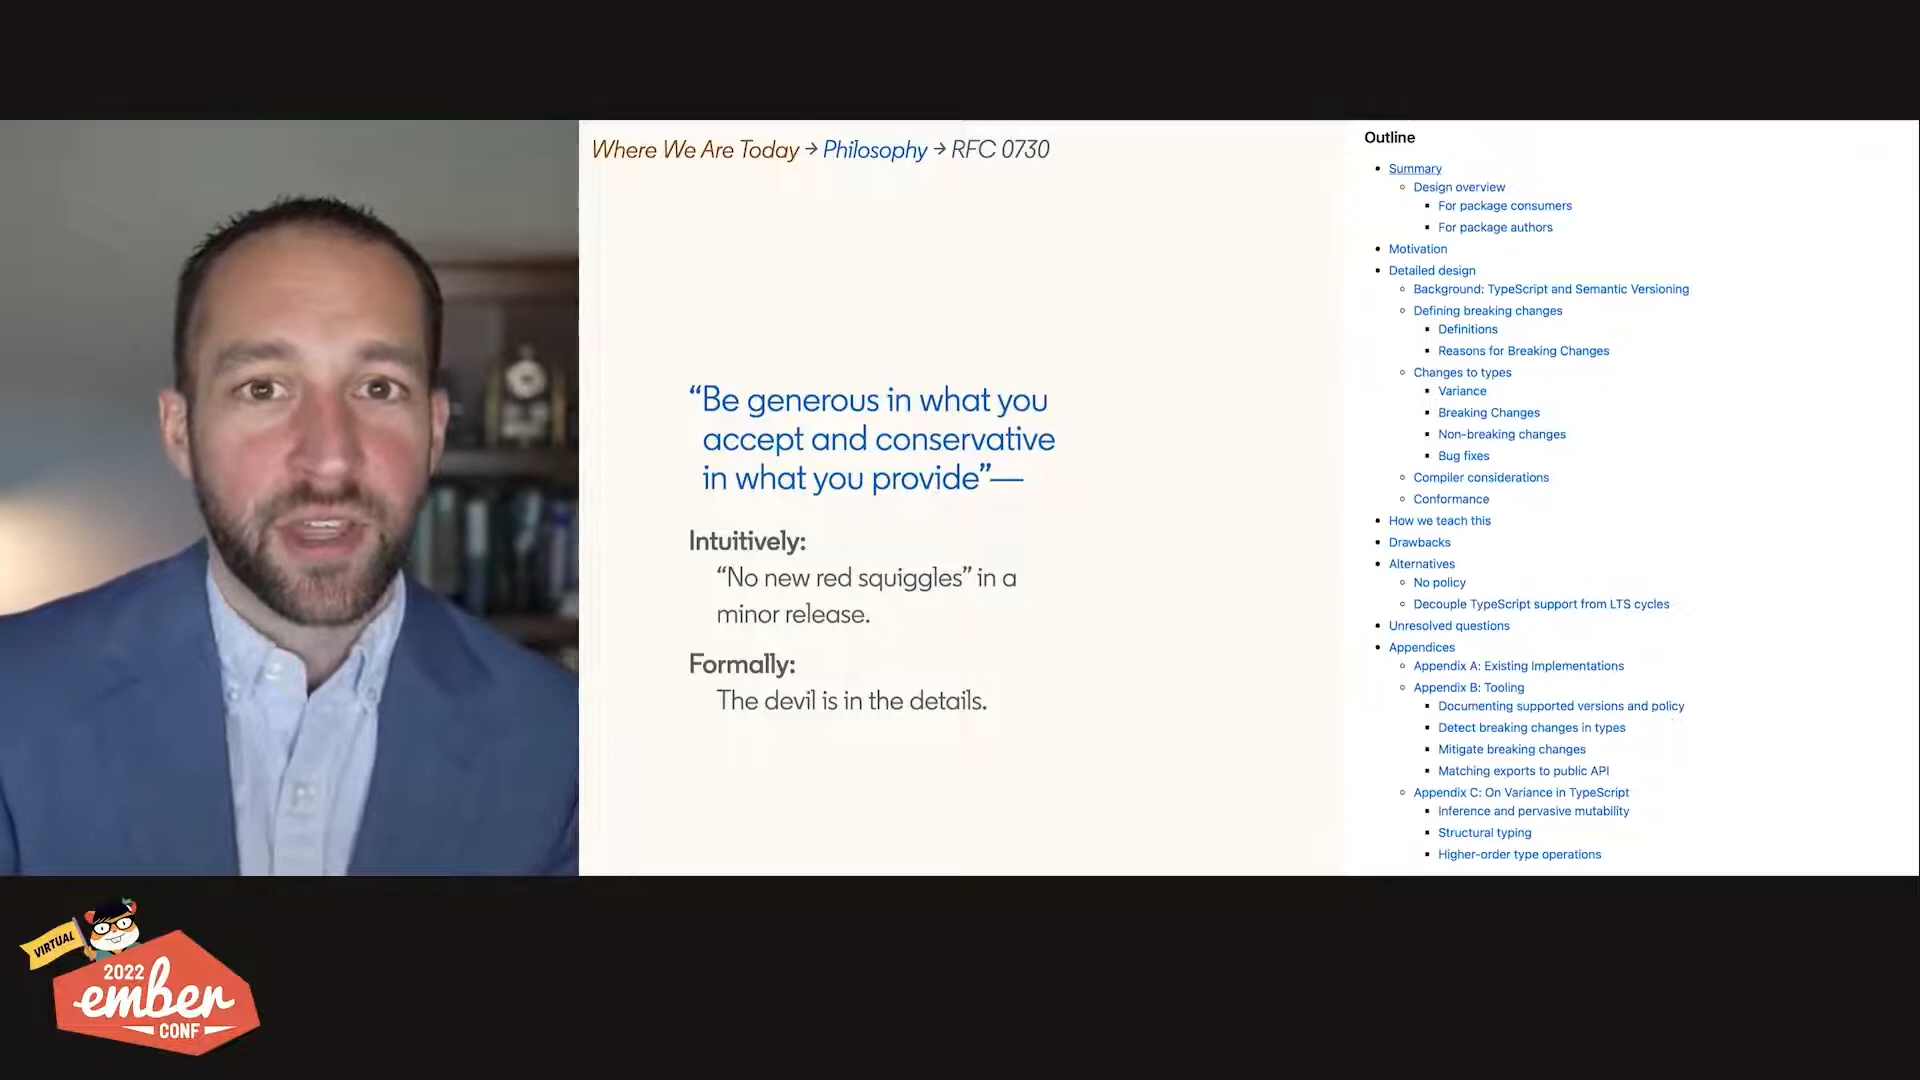 Where We Are Today → Philosophy → RFC 0730
“Be generous in what you
accept and conservative
in what you provide”—
Intuitively:
“No new red squiggles” in a
minor release.
Formally:
The devil is in the details.
Outline
Summary
Design overview
For package consumers
For package authors
Motivation
Detailed design
Background: TypeScript and Semantic Versioning
Defining breaking changes
Definitions
Reasons for Breaking Changes
Changes to types
Variance
Breaking Changes
Non-breaking changes
Bug fixes
Compiler considerations
Conformance
How we teach this
Drawbacks
Alternatives
No policy
Decouple TypeScript support from LTS cycles
Unresolved questions
Appendices
Appendix A: Existing Implementations
Appendix B: Tooling
Documenting supported versions and policy
Detect breaking changes in types
Mitigate breaking changes
Matching exports to public API
Appendix C: On Variance in TypeScript
Inference and pervasive mutability
Structural typing
Higher-order type operations
VIRTUAL
2022
ember
CONF